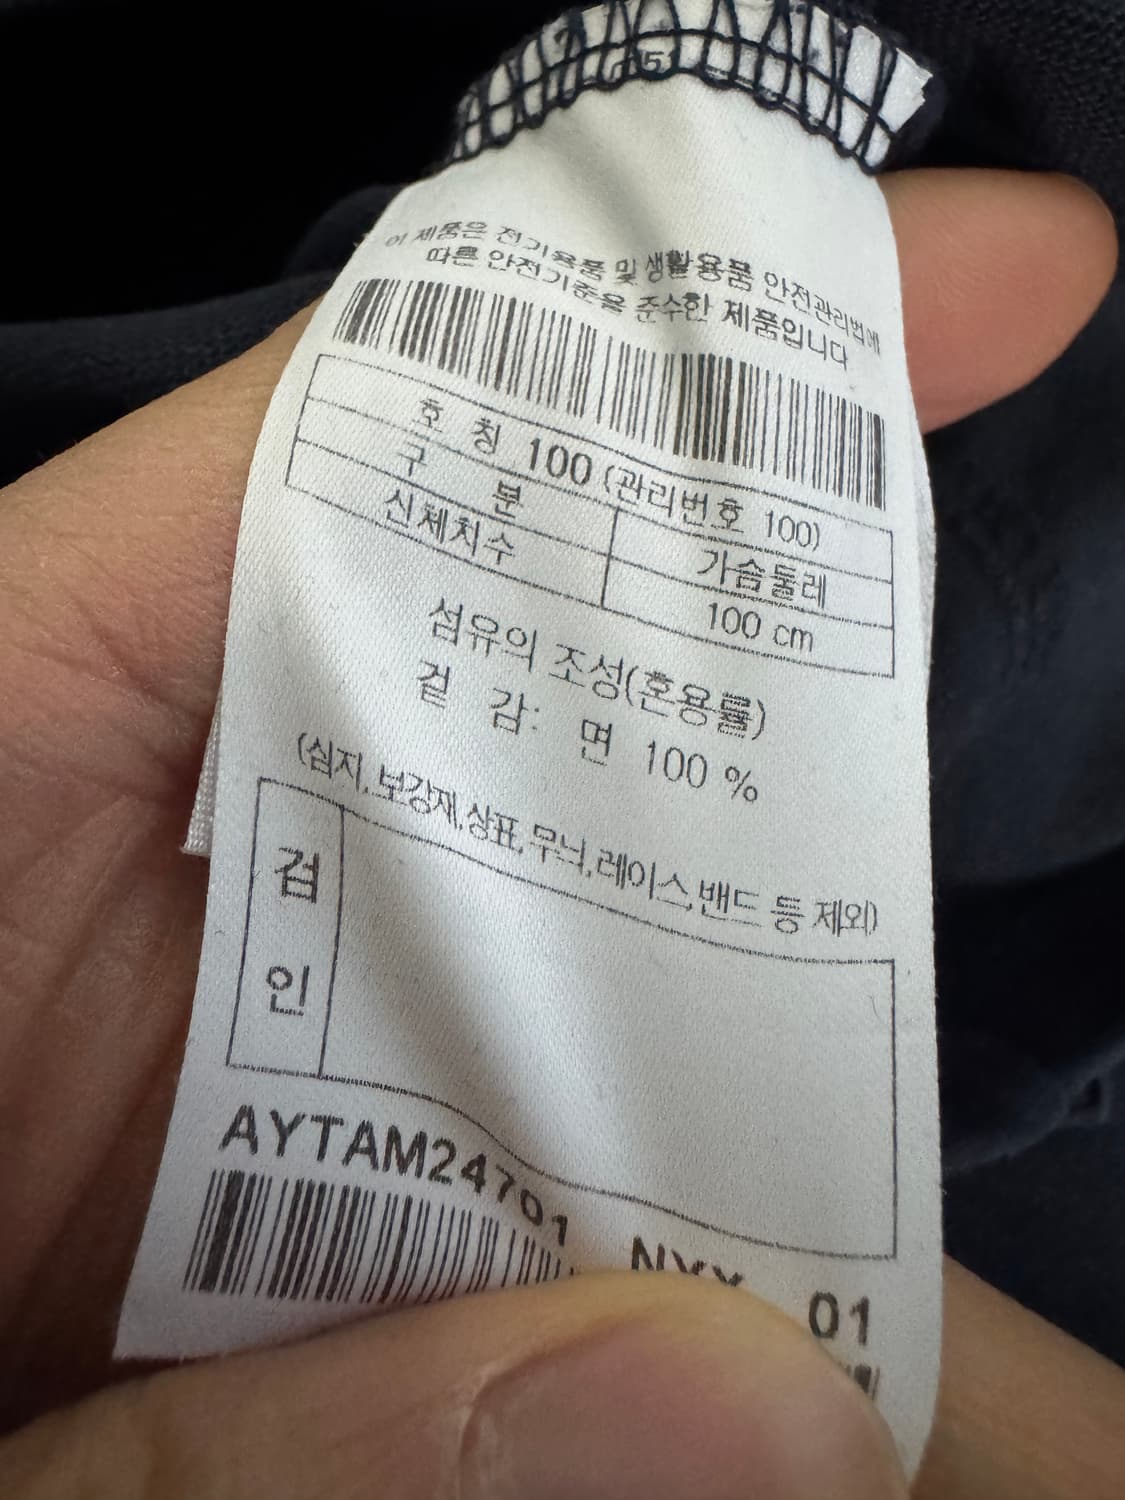 이 제품은 전기용품 및 생활용품 안전관리법에
따른 안전기준을 준수한 제품입니다
호 칭 100 (관리번호 100)
구 분 가슴둘레
신체치수 100 cm
섬유의 조성(혼용률)
겉 감: 면 100 %
(심지,보강재,상표,무늬,레이스,밴드 등 제외)
검인
AYTAM24701 01